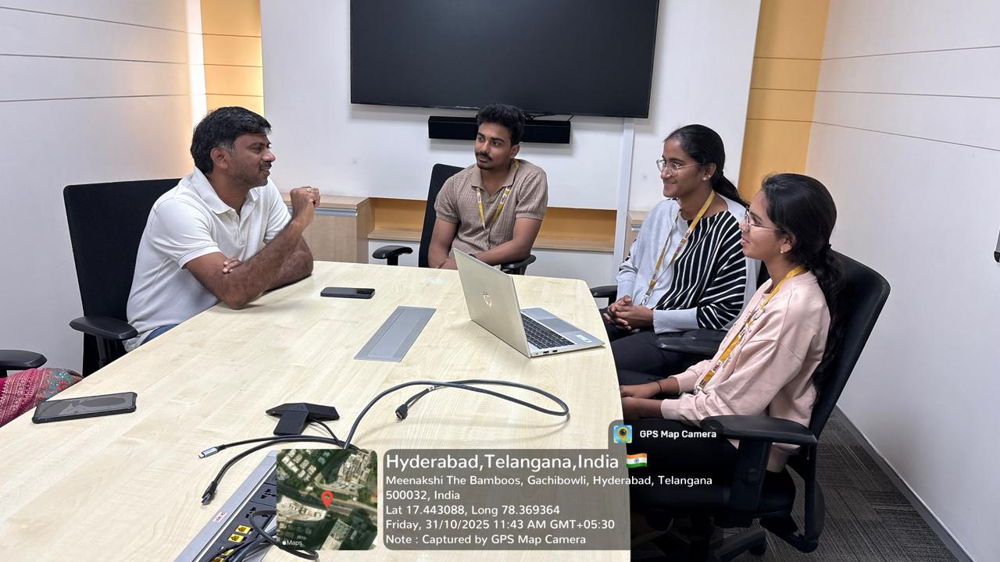 GPS Map Camera
Hyderabad,Telangana,India
Meenakshi The Bamboos, Gachibowli, Hyderabad, Telangana
500032, India
Lat 17.443088, Long 78.369364
Friday, 31/10/2025 11:43 AM GMT+05:30
Note : Captured by GPS Map Camera
Maps